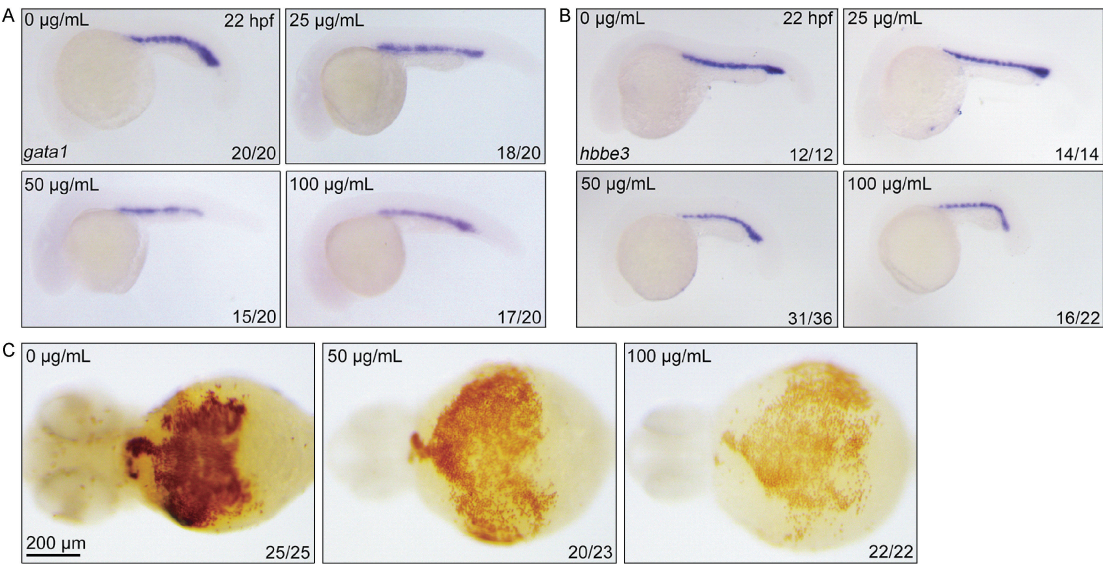 A
0 µg/mL 22 hpf
gata1 20/20
25 µg/mL
18/20
50 µg/mL
15/20
100 µg/mL
17/20
B
0 µg/mL 22 hpf
hbbe3 12/12
25 µg/mL
14/14
50 µg/mL
31/36
100 µg/mL
16/22
C
0 µg/mL
200 µm 25/25
50 µg/mL
20/23
100 µg/mL
22/22